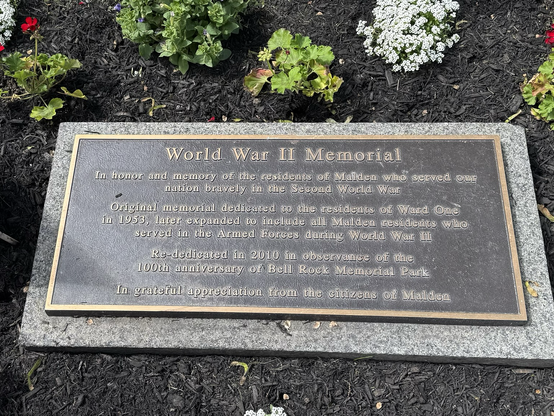 World War II Memorial
In honor and memory of the residents of Malden who served our
nation bravely in the Second World War
Original memorial dedicated to the residents of Ward One
in 1953, later expanded to include all Malden residents who
served in the Armed Forces during World War II
Re-dedicated in 2010 in observance of the
100th anniversary of Bell Rock Memorial Park
In grateful appreciation from the citizens of Malden